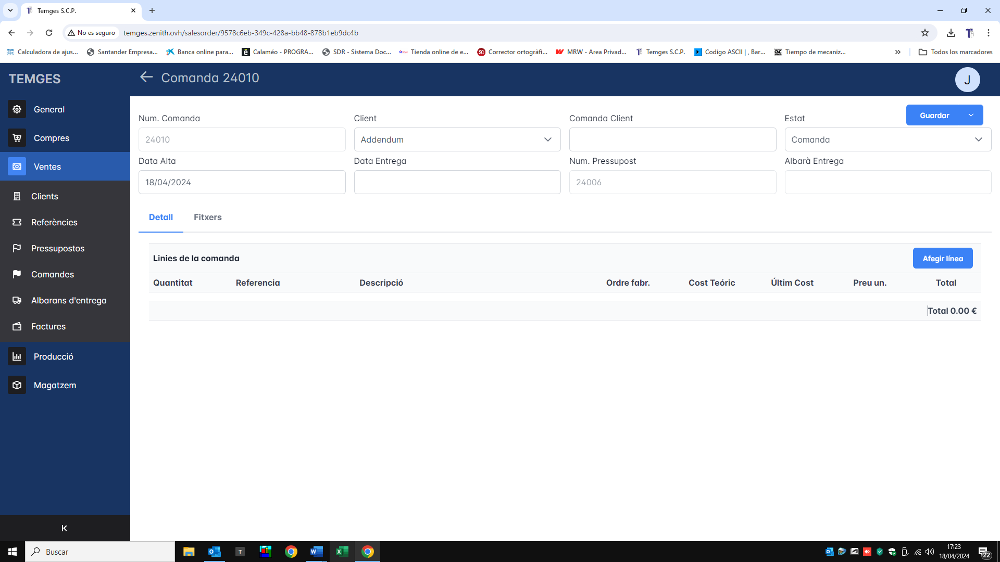 Temges S.C.P.
No es seguro
temges.zenith.ovh/salesorder/9578c6eb-349c-428a-bb48-878b1eb9dc4b
Calculadora de ajus...
Santander Empresa...
Banca online para...
Calaméo - PROGRA...
SDR - Sistema Doc...
Tienda online de e...
Corrector ortogràfi...
MRW - Area Privad...
Temges S.C.P.
Codigo ASCII | , Bar...
Tiempo de mecaniz...
Todos los marcadores
TEMGES
Comanda 24010
J
General
Compres
Ventes
Clients
Referències
Pressupostos
Comandes
Albarans d'entrega
Factures
Producció
Magatzem
Guardar
Num. Comanda
Client
Comanda Client
Estat
24010
Addendum
Comanda
Data Alta
Data Entrega
Num. Pressupost
Albarà Entrega
18/04/2024
24006
Detall
Fitxers
Linies de la comanda
Afegir línea
Quantitat
Referencia
Descripció
Ordre fabr.
Cost Teóric
Últim Cost
Preu un.
Total
Total 0.00 €
Buscar
17:23
18/04/2024
22